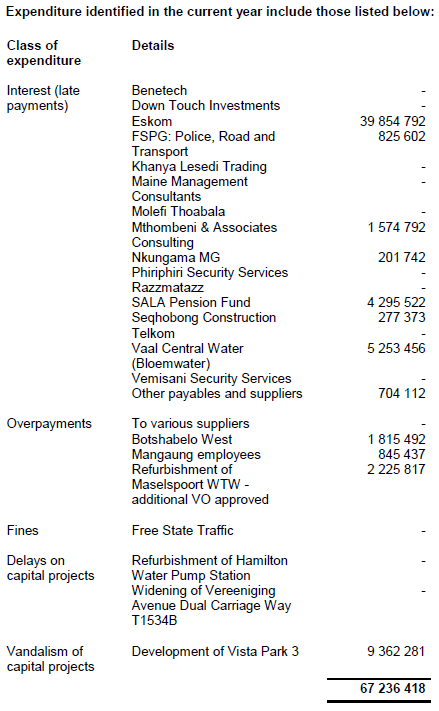 Expenditure identified in the current year include those listed below:
Class of Details
expenditure
Interest (late Benetech -
payments) Down Touch Investments -
Eskom 39 854 792
FSPG: Police, Road and 825 602
Transport
Khanya Lesedi Trading -
Maine Management -
Consultants
Molefi Thoabala -
Mthombeni & Associates 1 574 792
Consulting
Nkungama MG 201 742
Phiriphiri Security Services -
Razzmatazz -
SALA Pension Fund 4 295 522
Seqhobong Construction 277 373
Telkom -
Vaal Central Water 5 253 456
(Bloemwater)
Vemisani Security Services -
Other payables and suppliers 704 112
Overpayments To various suppliers -
Botshabelo West 1 815 492
Mangaung employees 845 437
Refurbishment of 2 225 817
Maselspoort WTW -
additional VO approved
Fines Free State Traffic -
Delays on Refurbishment of Hamilton -
capital projects Water Pump Station
Widening of Vereeniging -
Avenue Dual Carriage Way
T1534B
Vandalism of Development of Vista Park 3 9 362 281
capital projects
67 236 418